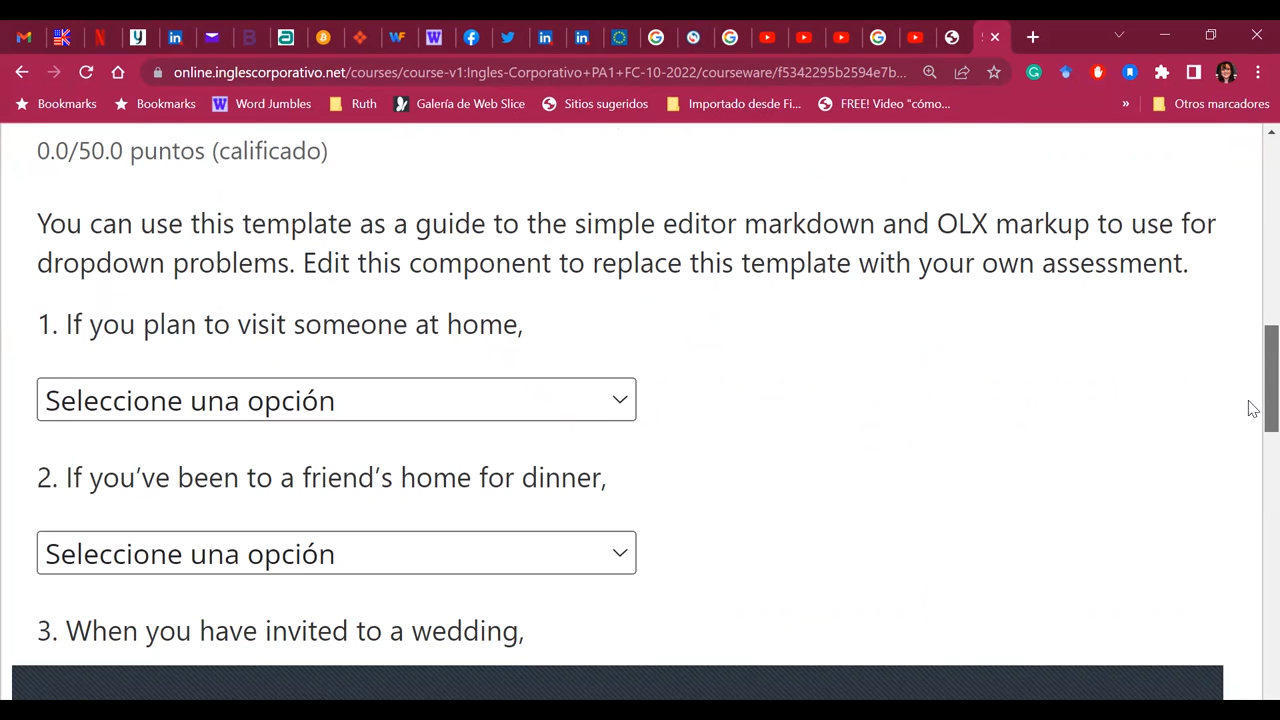 online.inglescorporativo.net/courses/course-v1:Ingles-Corporativo+PA1+FC-10-2022/courseware/f5342295b2594e7b...
Bookmarks Bookmarks Word Jumbles Ruth Galería de Web Slice Sitios sugeridos Importado desde Fi... FREE! Video "cómo... » Otros marcadores
0.0/50.0 puntos (calificado)
You can use this template as a guide to the simple editor markdown and OLX markup to use for
dropdown problems. Edit this component to replace this template with your own assessment.
1. If you plan to visit someone at home,
Seleccione una opción
2. If you’ve been to a friend’s home for dinner,
Seleccione una opción
3. When you have invited to a wedding,